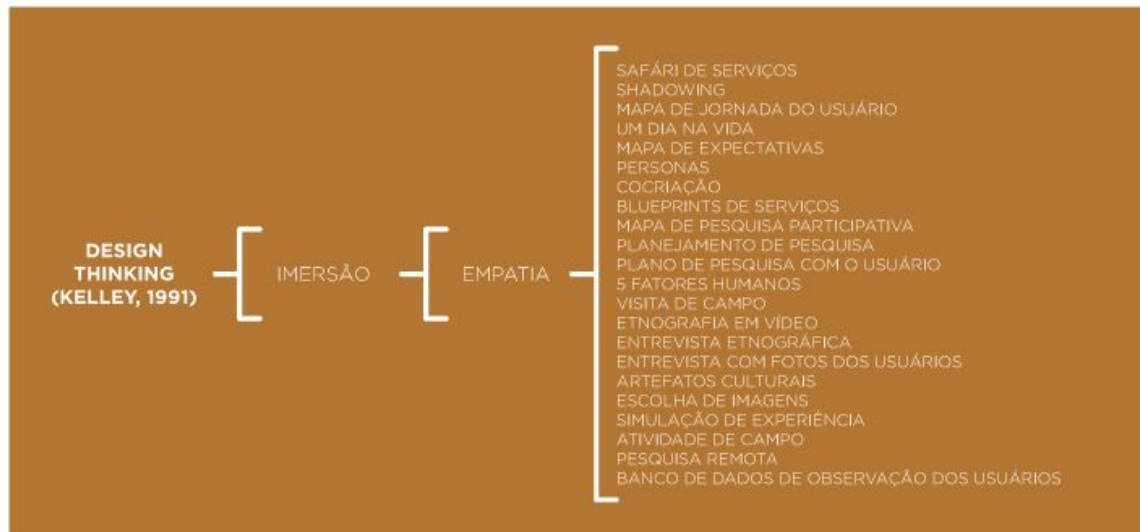 DESIGN
THINKING
(KELLEY, 1991)
IMERSÃO
EMPATIA
SAFÁRI DE SERVIÇOS
SHADOWING
MAPA DE JORNADA DO USUÁRIO
UM DIA NA VIDA
MAPA DE EXPECTATIVAS
PERSONAS
COCRIAÇÃO
BLUEPRINTS DE SERVIÇOS
MAPA DE PESQUISA PARTICIPATIVA
PLANEJAMENTO DE PESQUISA
PLANO DE PESQUISA COM O USUÁRIO
5 FATORES HUMANOS
VISITA DE CAMPO
ETNOGRAFIA EM VÍDEO
ENTREVISTA ETNOGRÁFICA
ENTREVISTA COM FOTOS DOS USUÁRIOS
ARTEFATOS CULTURAIS
ESCOLHA DE IMAGENS
SIMULAÇÃO DE EXPERIÊNCIA
ATIVIDADE DE CAMPO
PESQUISA REMOTA
BANCO DE DADOS DE OBSERVAÇÃO DOS USUÁRIOS